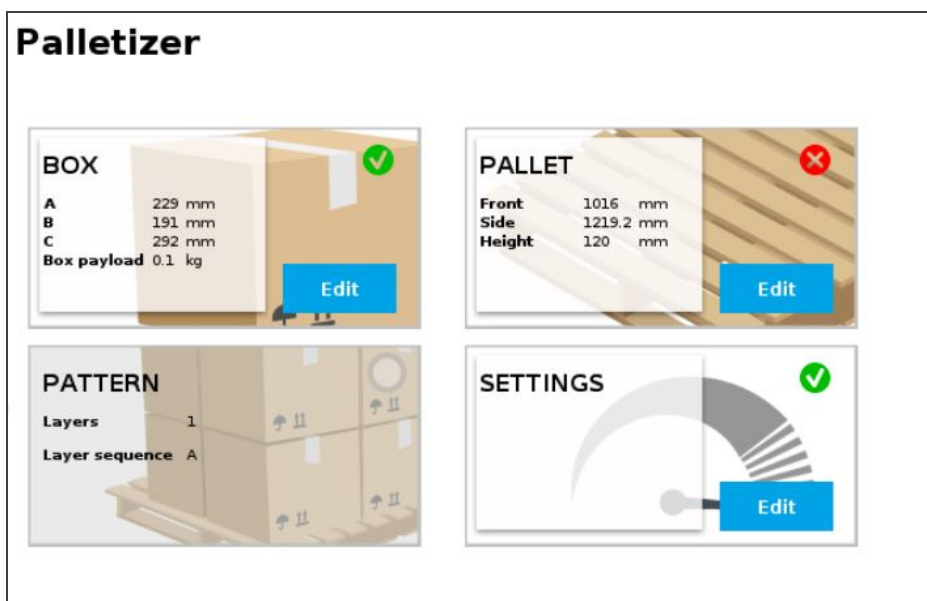 Palletizer
BOX
A 229 mm
B 191 mm
C 292 mm
Box payload 0.1 kg
Edit
PALLET
Front 1016 mm
Side 1219.2 mm
Height 120 mm
Edit
PATTERN
Layers 1
Layer sequence A
SETTINGS
Edit